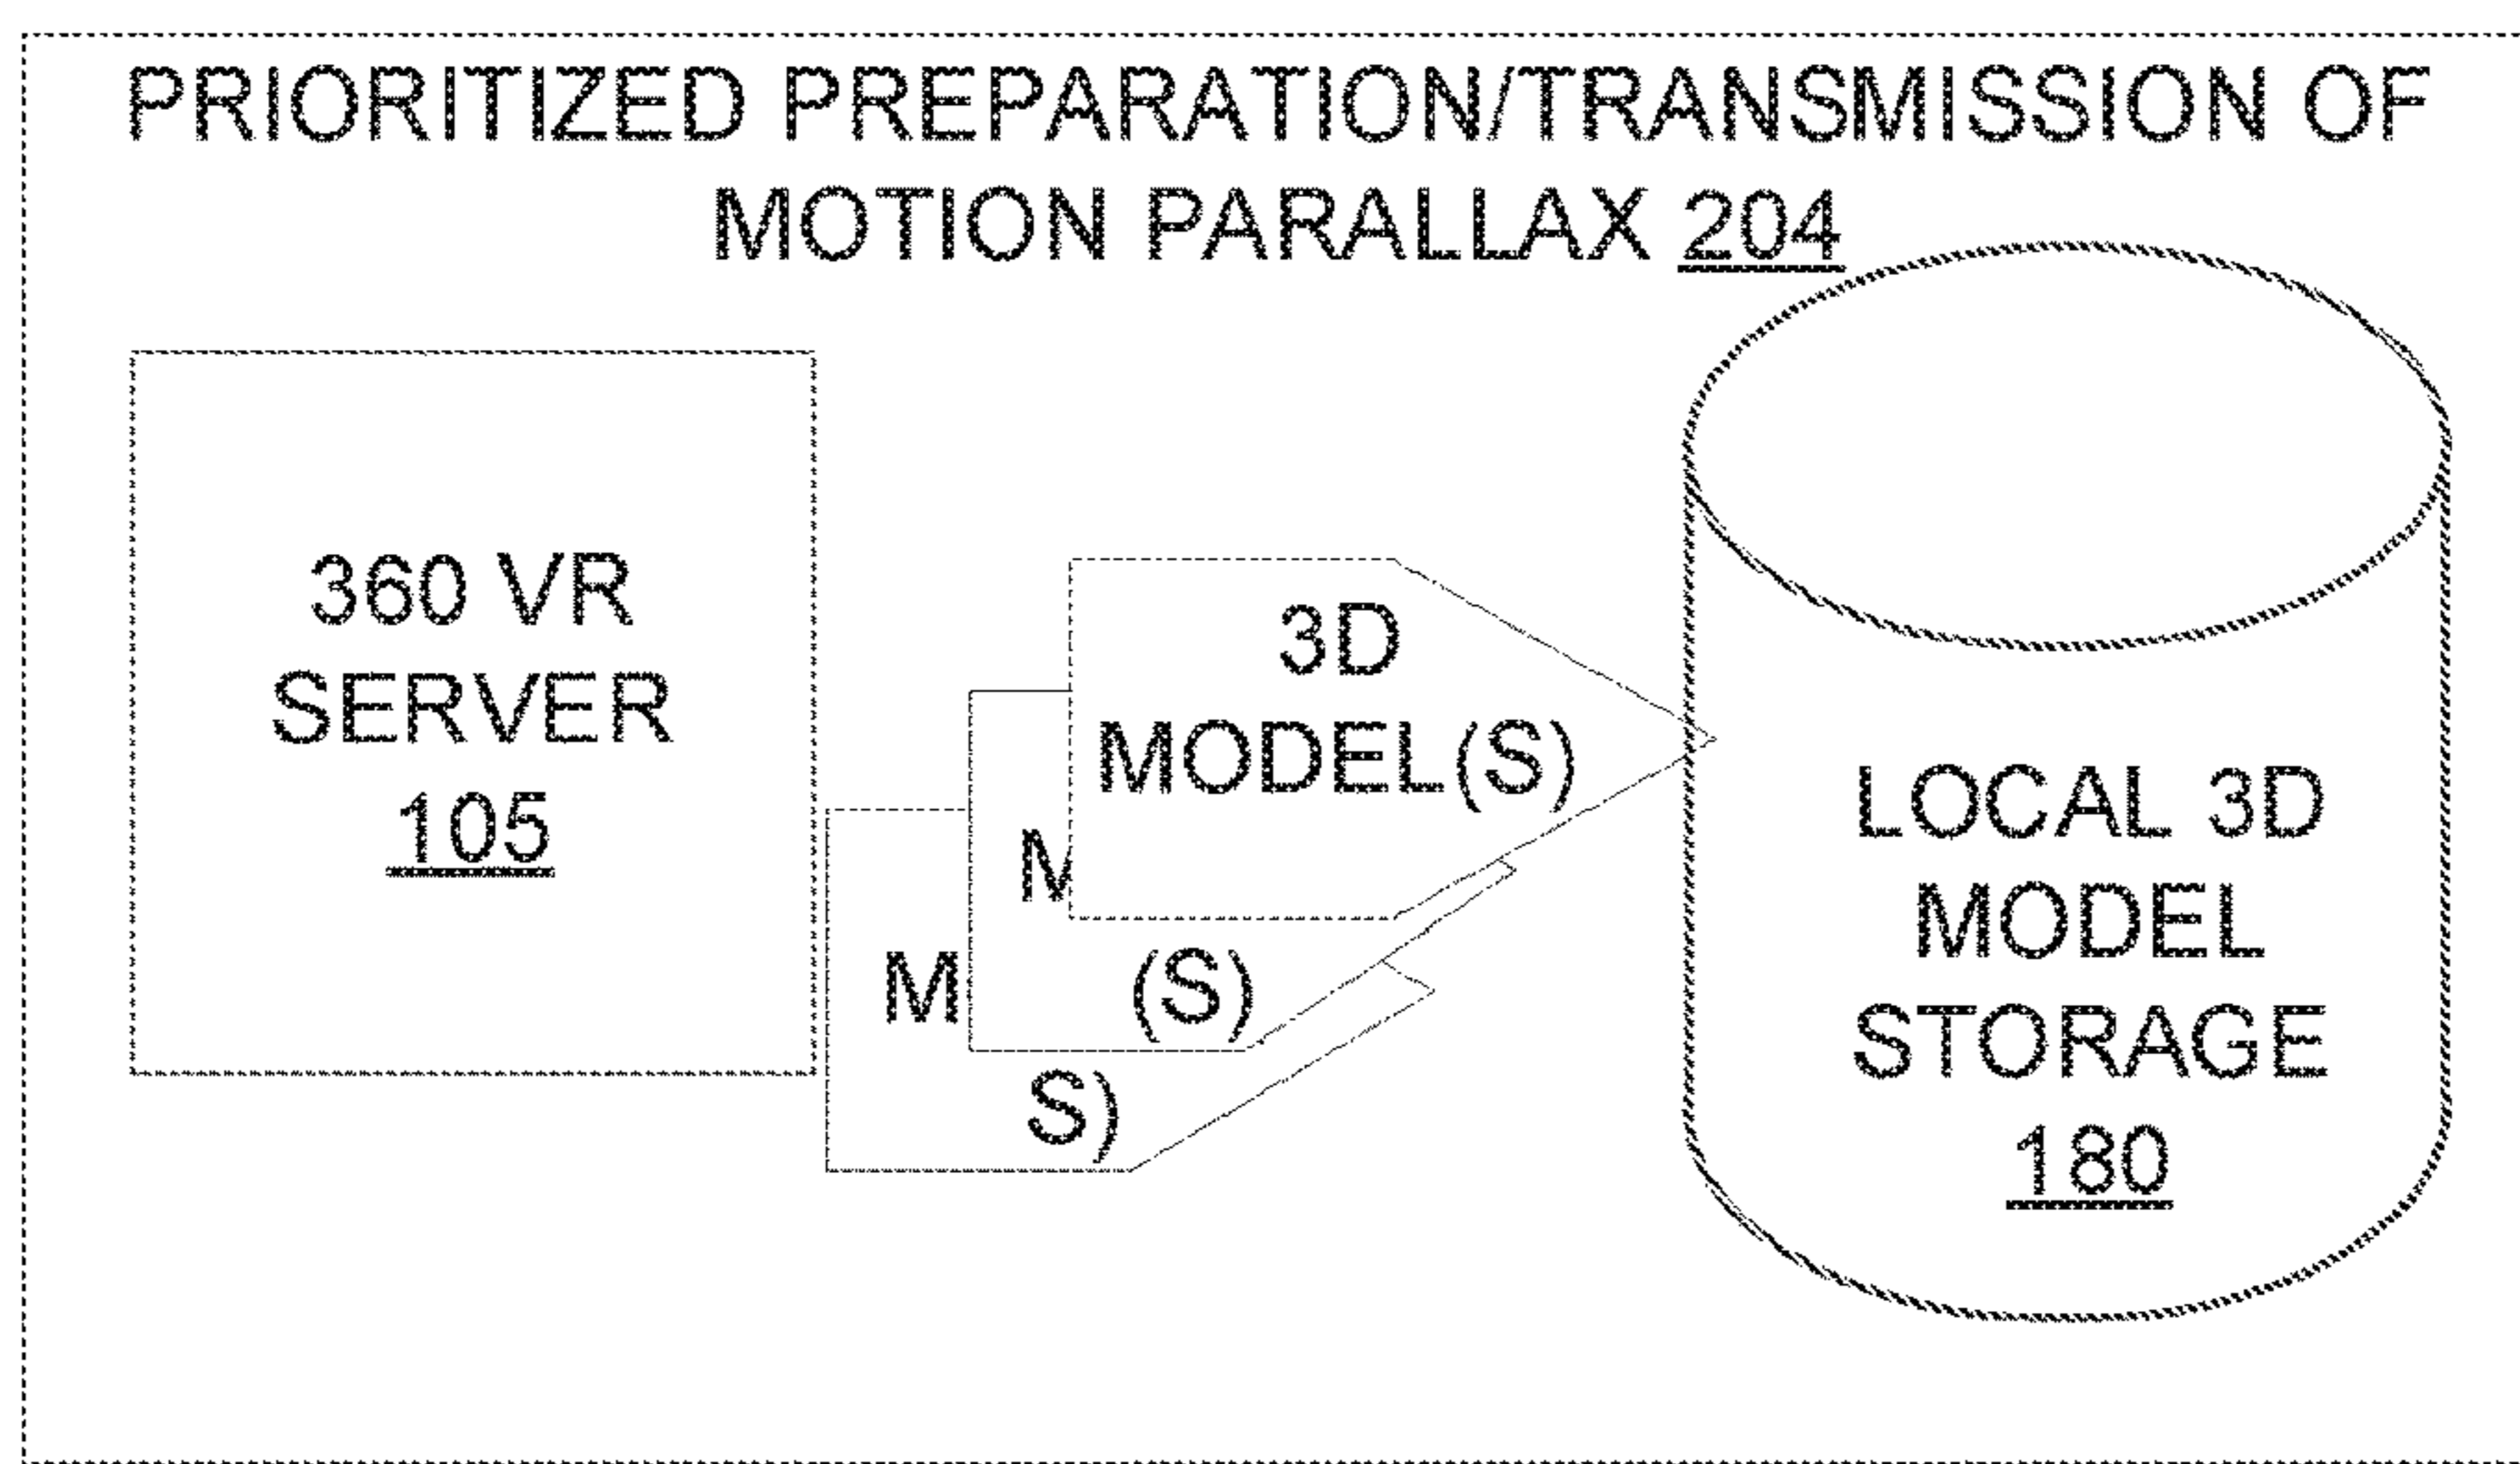 PRIORITIZED PREPARATION/TRANSMISSION OF
MOTION PARALLAX 204
360 VR
SERVER
105
3D
MODEL(S)
M
(S)
M
S)
LOCAL 3D
MODEL
STORAGE
180